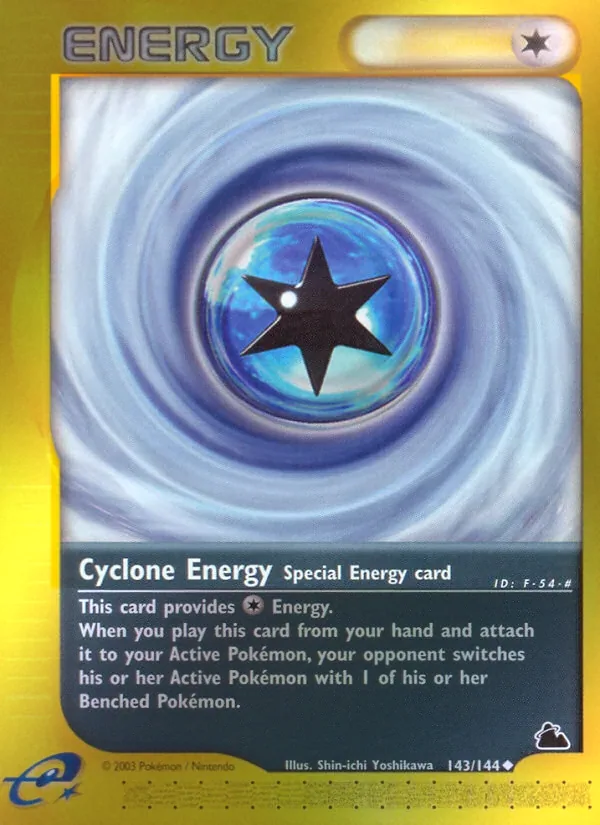 ENERGY
Cyclone Energy Special Energy card
ID: F-54-#
This card provides Energy.
When you play this card from your hand and attach
it to your Active Pokémon, your opponent switches
his or her Active Pokémon with 1 of his or her
Benched Pokémon.
© 2003 Pokémon / Nintendo Illus. Shin-ichi Yoshikawa 143/144
e